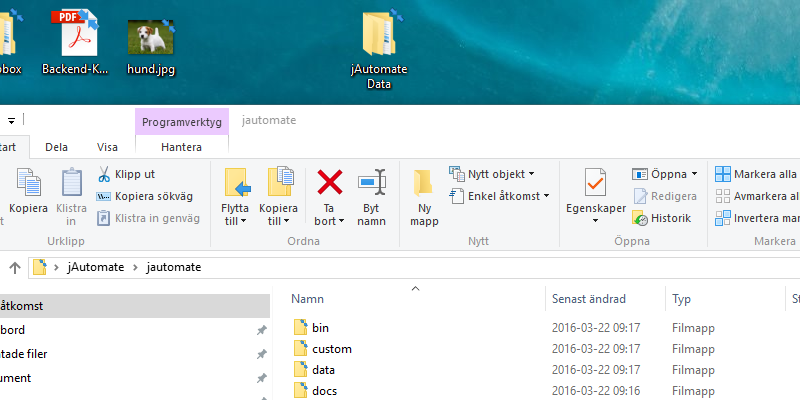 box
PDF
Backend-K...
hund.jpg
jAutomate
Data
Programverktyg
jautomate
tart
Dela
Visa
Hantera
Kopiera
Klistra
in
Klipp ut
Kopiera sökväg
Klistra in genväg
Flytta
till
Kopiera
till
Ta
bort
Byt
namn
Ny
mapp
Nytt objekt
Enkel åtkomst
Egenskaper
Öppna
Redigera
Historik
Markera alla
Avmarkera al
Invertera mar
Urklipp
Ordna
Nytt
Öppna
Markera
jAutomate > jautomate
Namn
Senast ändrad
Typ
St
åtkomst
bord
tade filer
ument
bin 2016-03-22 09:17 Filmapp
custom 2016-03-22 09:17 Filmapp
data 2016-03-22 09:17 Filmapp
docs 2016-03-22 09:16 Filmapp